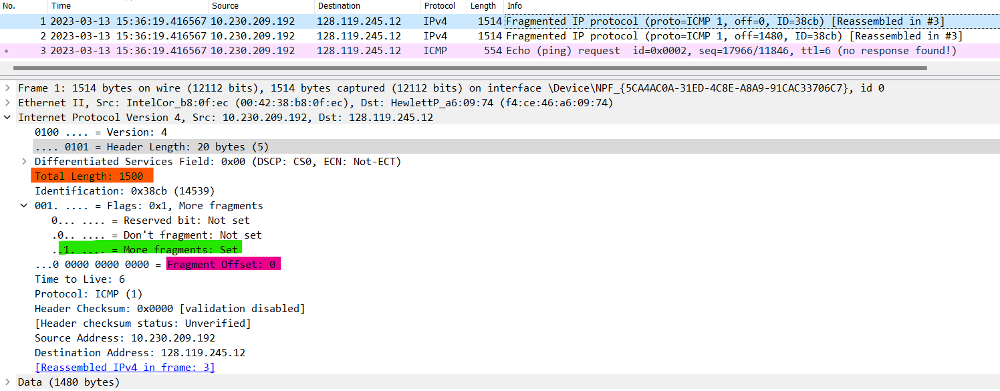 No. Time Source Destination Protocol Length Info
1 2023-03-13 15:36:19.416567 10.230.209.192 128.119.245.12 IPv4 1514 Fragmented IP protocol (proto=ICMP 1, off=0, ID=38cb) [Reassembled in #3]
2 2023-03-13 15:36:19.416567 10.230.209.192 128.119.245.12 IPv4 1514 Fragmented IP protocol (proto=ICMP 1, off=1480, ID=38cb) [Reassembled in #3]
3 2023-03-13 15:36:19.416567 10.230.209.192 128.119.245.12 ICMP 554 Echo (ping) request id=0x0002, seq=17966/11846, ttl=6 (no response found!)
Frame 1: 1514 bytes on wire (12112 bits), 1514 bytes captured (12112 bits) on interface \Device\NPF_{5CA4AC0A-31ED-4C8E-A8A9-91CAC33706C7}, id 0
Ethernet II, Src: IntelCor_b8:0f:ec (00:42:38:b8:0f:ec), Dst: HewlettP_a6:09:74 (f4:ce:46:a6:09:74)
Internet Protocol Version 4, Src: 10.230.209.192, Dst: 128.119.245.12
0100 .... = Version: 4
.... 0101 = Header Length: 20 bytes (5)
Differentiated Services Field: 0x00 (DSCP: CS0, ECN: Not-ECT)
Total Length: 1500
Identification: 0x38cb (14539)
001. .... = Flags: 0x1, More fragments
0... .... = Reserved bit: Not set
.0.. .... = Don't fragment: Not set
..1. .... = More fragments: Set
...0 0000 0000 0000 = Fragment Offset: 0
Time to Live: 6
Protocol: ICMP (1)
Header Checksum: 0x0000 [validation disabled]
[Header checksum status: Unverified]
Source Address: 10.230.209.192
Destination Address: 128.119.245.12
[Reassembled IPv4 in frame: 3]
Data (1480 bytes)